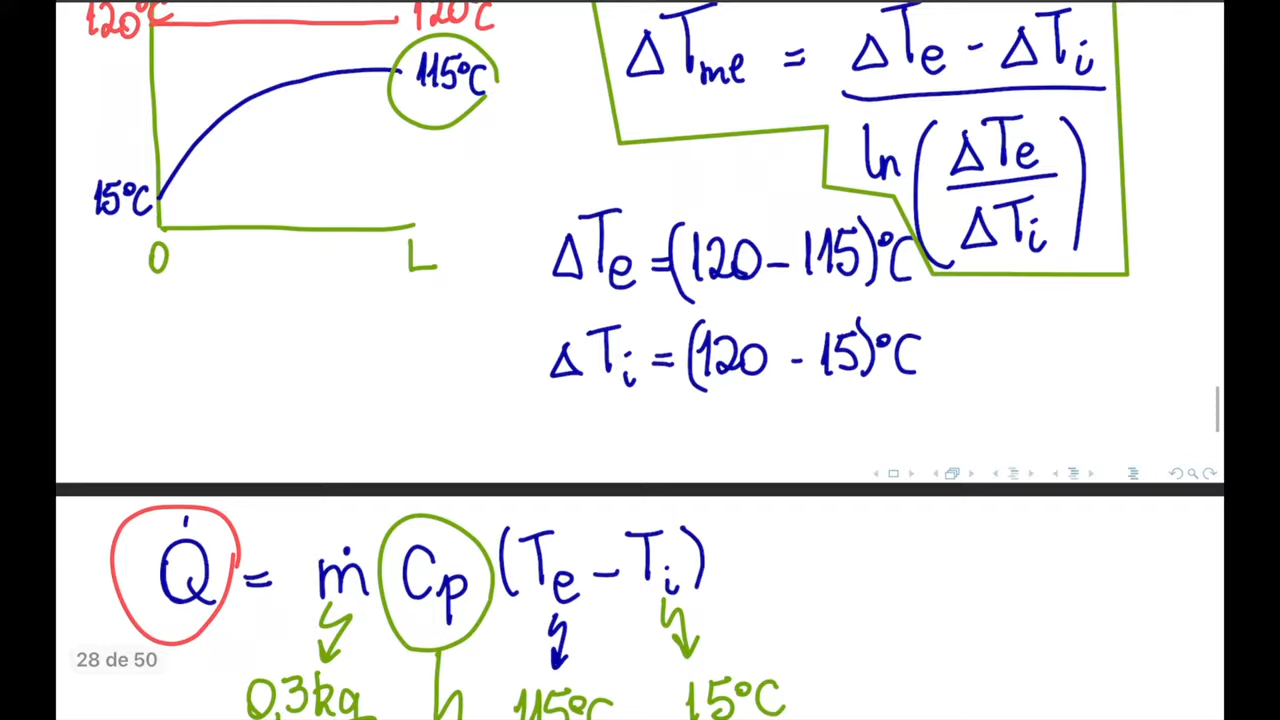 120°C 120°C
115°C
15°C
0 L
ΔTme = ΔTe - ΔTi
ln(ΔTe / ΔTi)
ΔTe = (120 - 115)°C
ΔTi = (120 - 15)°C
Q̇ = ṁ Cp (Te - Ti)
28 de 50
0,3kg 115°C 15°C